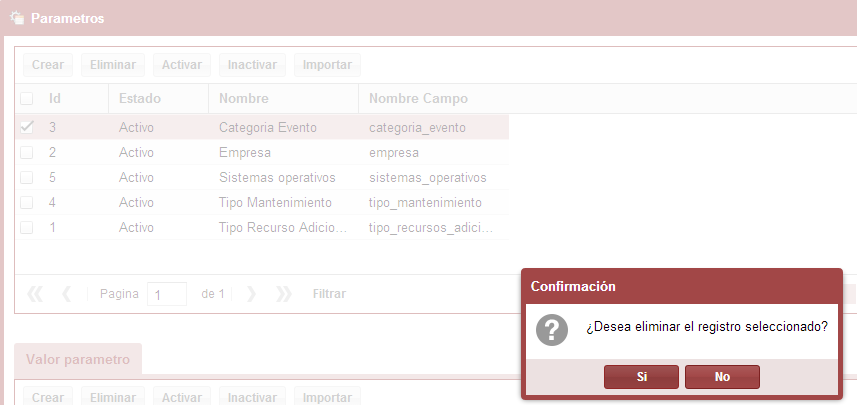 Parametros
Crear Eliminar Activar Inactivar Importar
Id Estado Nombre Nombre Campo
3 Activo Categoria Evento categoria_evento
2 Activo Empresa empresa
5 Activo Sistemas operativos sistemas_operativos
4 Activo Tipo Mantenimiento tipo_mantenimiento
1 Activo Tipo Recurso Adicio... tipo_recursos_adici...
Pagina 1 de 1 Filtrar
Confirmación
¿Desea eliminar el registro seleccionado?
Si No
Valor parametro
Crear Eliminar Activar Inactivar Importar